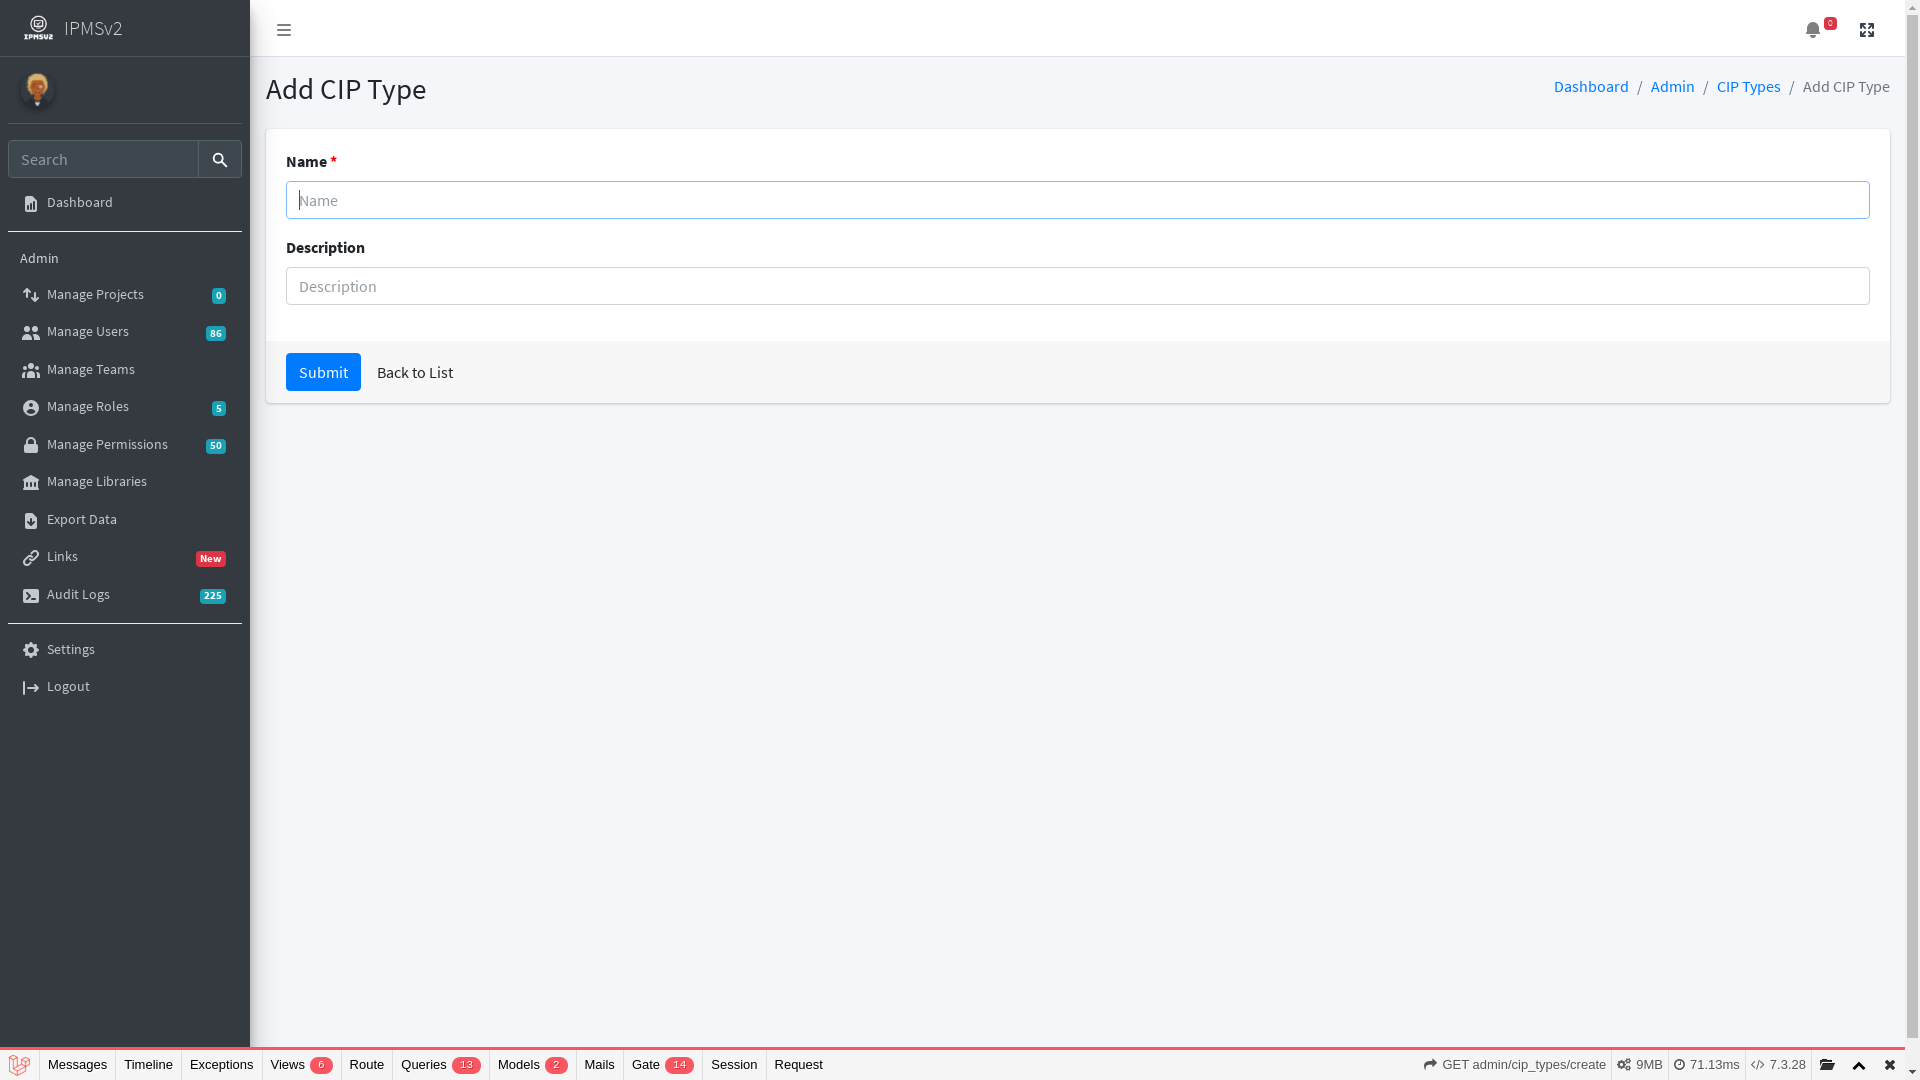 IPMSV2
IPMSv2
0
Search
Dashboard
Admin
Manage Projects 0
Manage Users 86
Manage Teams
Manage Roles 5
Manage Permissions 50
Manage Libraries
Export Data
Links New
Audit Logs 225
Settings
Logout
Add CIP Type
Dashboard / Admin / CIP Types / Add CIP Type
Name *
Name
Description
Description
Submit Back to List
Messages Timeline Exceptions Views 6 Route Queries 13 Models 2 Mails Gate 14 Session Request GET admin/cip_types/create 9MB 71.13ms 7.3.28